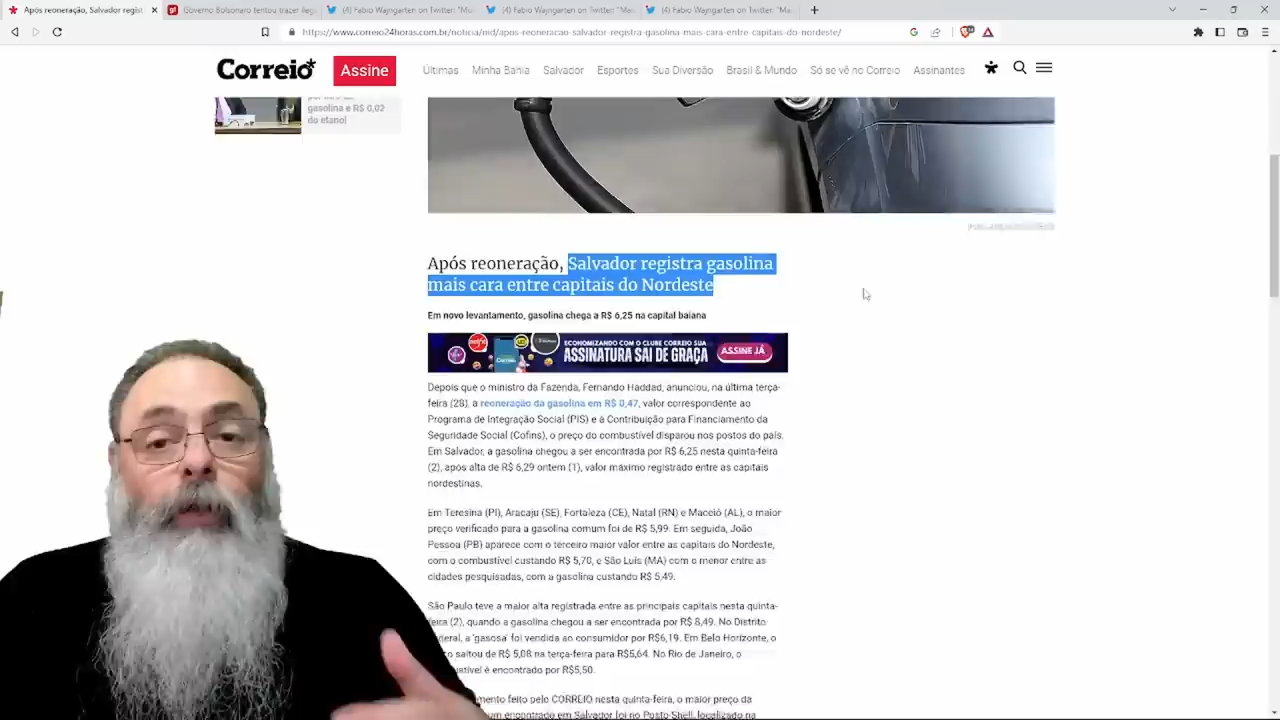 Após reoneração, Salvador regist
Governo Bolsonaro tentou trazer ileg
(4) Fabio Wajngarten on Twitter: "Mai
(4) Fabio Wajngarten on Twitter: "Mai
(4) Fabio Wajngarten on Twitter: "Mai
https://www.correio24horas.com.br/noticia/nid/apos-reoneracao-salvador-registra-gasolina-mais-cara-entre-capitais-do-nordeste/
Correio*
Assine
Últimas
Minha Bahia
Salvador
Esportes
Sua Diversão
Brasil & Mundo
Só se vê no Correio
Assinantes
gasolina e R$ 0,02
do etanol
Após reoneração, Salvador registra gasolina
mais cara entre capitais do Nordeste
Em novo levantamento, gasolina chega a R$ 6,25 na capital baiana
ECONOMIZANDO COM O CLUBE CORREIO SUA
ASSINATURA SAI DE GRAÇA
ASSINE JÁ
Depois que o ministro da Fazenda, Fernando Haddad, anunciou, na última terça-
feira (28), a reoneração da gasolina em R$ 0,47, valor correspondente ao
Programa de Integração Social (PIS) e à Contribuição para Financiamento da
Seguridade Social (Cofins), o preço do combustível disparou nos postos do país.
Em Salvador, a gasolina chegou a ser encontrada por R$ 6,25 nesta quinta-feira
(2), após alta de R$ 6,29 ontem (1), valor máximo registrado entre as capitais
nordestinas.
Em Teresina (PI), Aracaju (SE), Fortaleza (CE), Natal (RN) e Maceió (AL), o maior
preço verificado para a gasolina comum foi de R$ 5,99. Em seguida, João
Pessoa (PB) aparece com o terceiro maior valor entre as capitais do Nordeste,
com o combustível custando R$ 5,70, e São Luís (MA) com o menor entre as
cidades pesquisadas, com a gasolina custando R$ 5,49.
São Paulo teve a maior alta registrada entre as principais capitais nesta quinta-
feira (2), quando a gasolina chegou a ser encontrada por R$ 8,49. No Distrito
ederal, a 'gasosa' foi vendida ao consumidor por R$6,19. Em Belo Horizonte, o
saltou de R$ 5,08 na terça-feira para R$5,64. No Rio de Janeiro, o
ustível é encontrado por R$5,50.
mento feito pelo CORREIO nesta quinta-feira, o maior preço da
um encontrado em Salvador foi no Posto Shell, localizado na